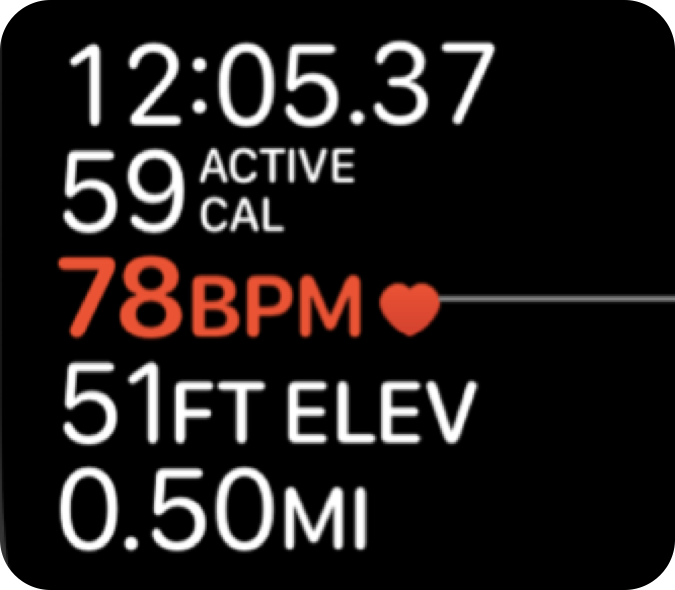 12:05.37
59 ACTIVE
CAL
78BPM
51FT ELEV
0.50MI